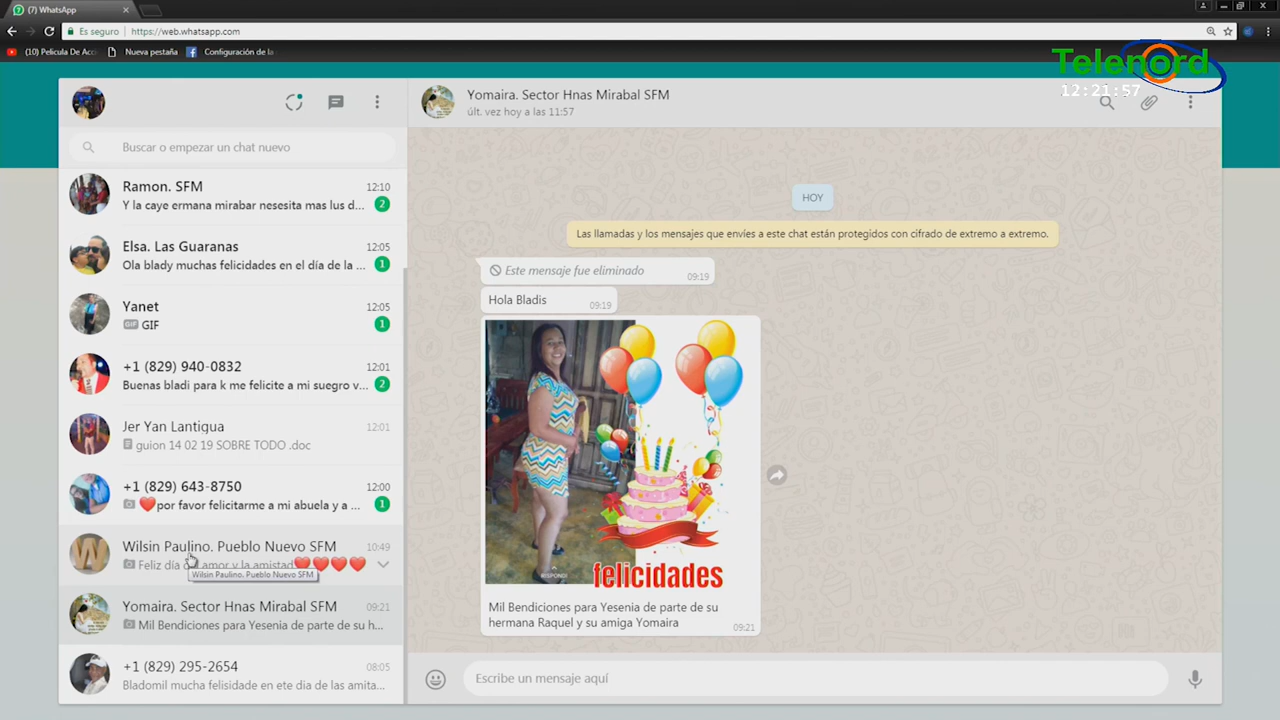 (7) WhatsApp
Es seguro
https://web.whatsapp.com
(10) Pelicula De Acc
Nueva pestaña
Configuración de la
Telenord
12:21:57
Yomaira. Sector Hnas Mirabal SFM
últ. vez hoy a las 11:57
Buscar o empezar un chat nuevo
Ramon. SFM 12:10
Y la caye ermana mirabar nesesita mas lus d... 2
Elsa. Las Guaranas 12:05
Ola blady muchas felicidades en el día de la ... 1
Yanet 12:05
GIF GIF 1
+1 (829) 940-0832 12:01
Buenas bladi para k me felicite a mi suegro v... 2
Jer Yan Lantigua 12:01
guion 14 02 19 SOBRE TODO .doc
+1 (829) 643-8750 12:00
❤️por favor felicitarme a mi abuela y a ... 1
Wilsin Paulino. Pueblo Nuevo SFM 10:49
Feliz día del amor y la amistad❤️❤️❤️❤️
Wilsin Paulino. Pueblo Nuevo SFM
Yomaira. Sector Hnas Mirabal SFM 09:21
Mil Bendiciones para Yesenia de parte de su h...
+1 (829) 295-2654 08:05
Bladomil mucha felisidade en ete dia de las amita...
HOY
Las llamadas y los mensajes que envíes a este chat están protegidos con cifrado de extremo a extremo.
Este mensaje fue eliminado 09:19
Hola Bladis 09:19
RESPONDE
felicidades
Mil Bendiciones para Yesenia de parte de su
hermana Raquel y su amiga Yomaira 09:21
Escribe un mensaje aquí